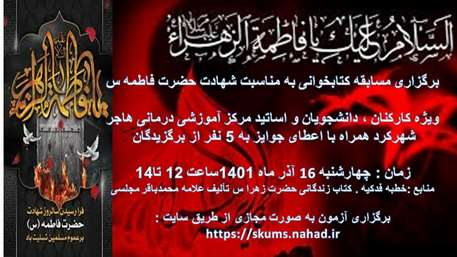 السلام علیک یا فاطمة الزهراء
برگزاری مسابقه کتابخوانی به مناسبت شهادت حضرت فاطمه س
ویژه کارکنان ، دانشجویان و اساتید مرکز آموزشی درمانی هاجر
شهرکرد همراه با اعطای جوایز به 5 نفر از برگزیدگان
زمان : چهارشنبه 16 آذر ماه 1401ساعت 12 تا14
منابع :خطبه فدکیه . کتاب زندگانی حضرت زهرا س تألیف علامه محمدباقر مجلسی
برگزاری آزمون به صورت مجازی از طریق سایت :
https://skums.nahad.ir
یا فاطمة الزهراء
فرا رسیدن سالروز شهادت
حضرت فاطمه (س)
بر عموم مسلمین تسلیت باد